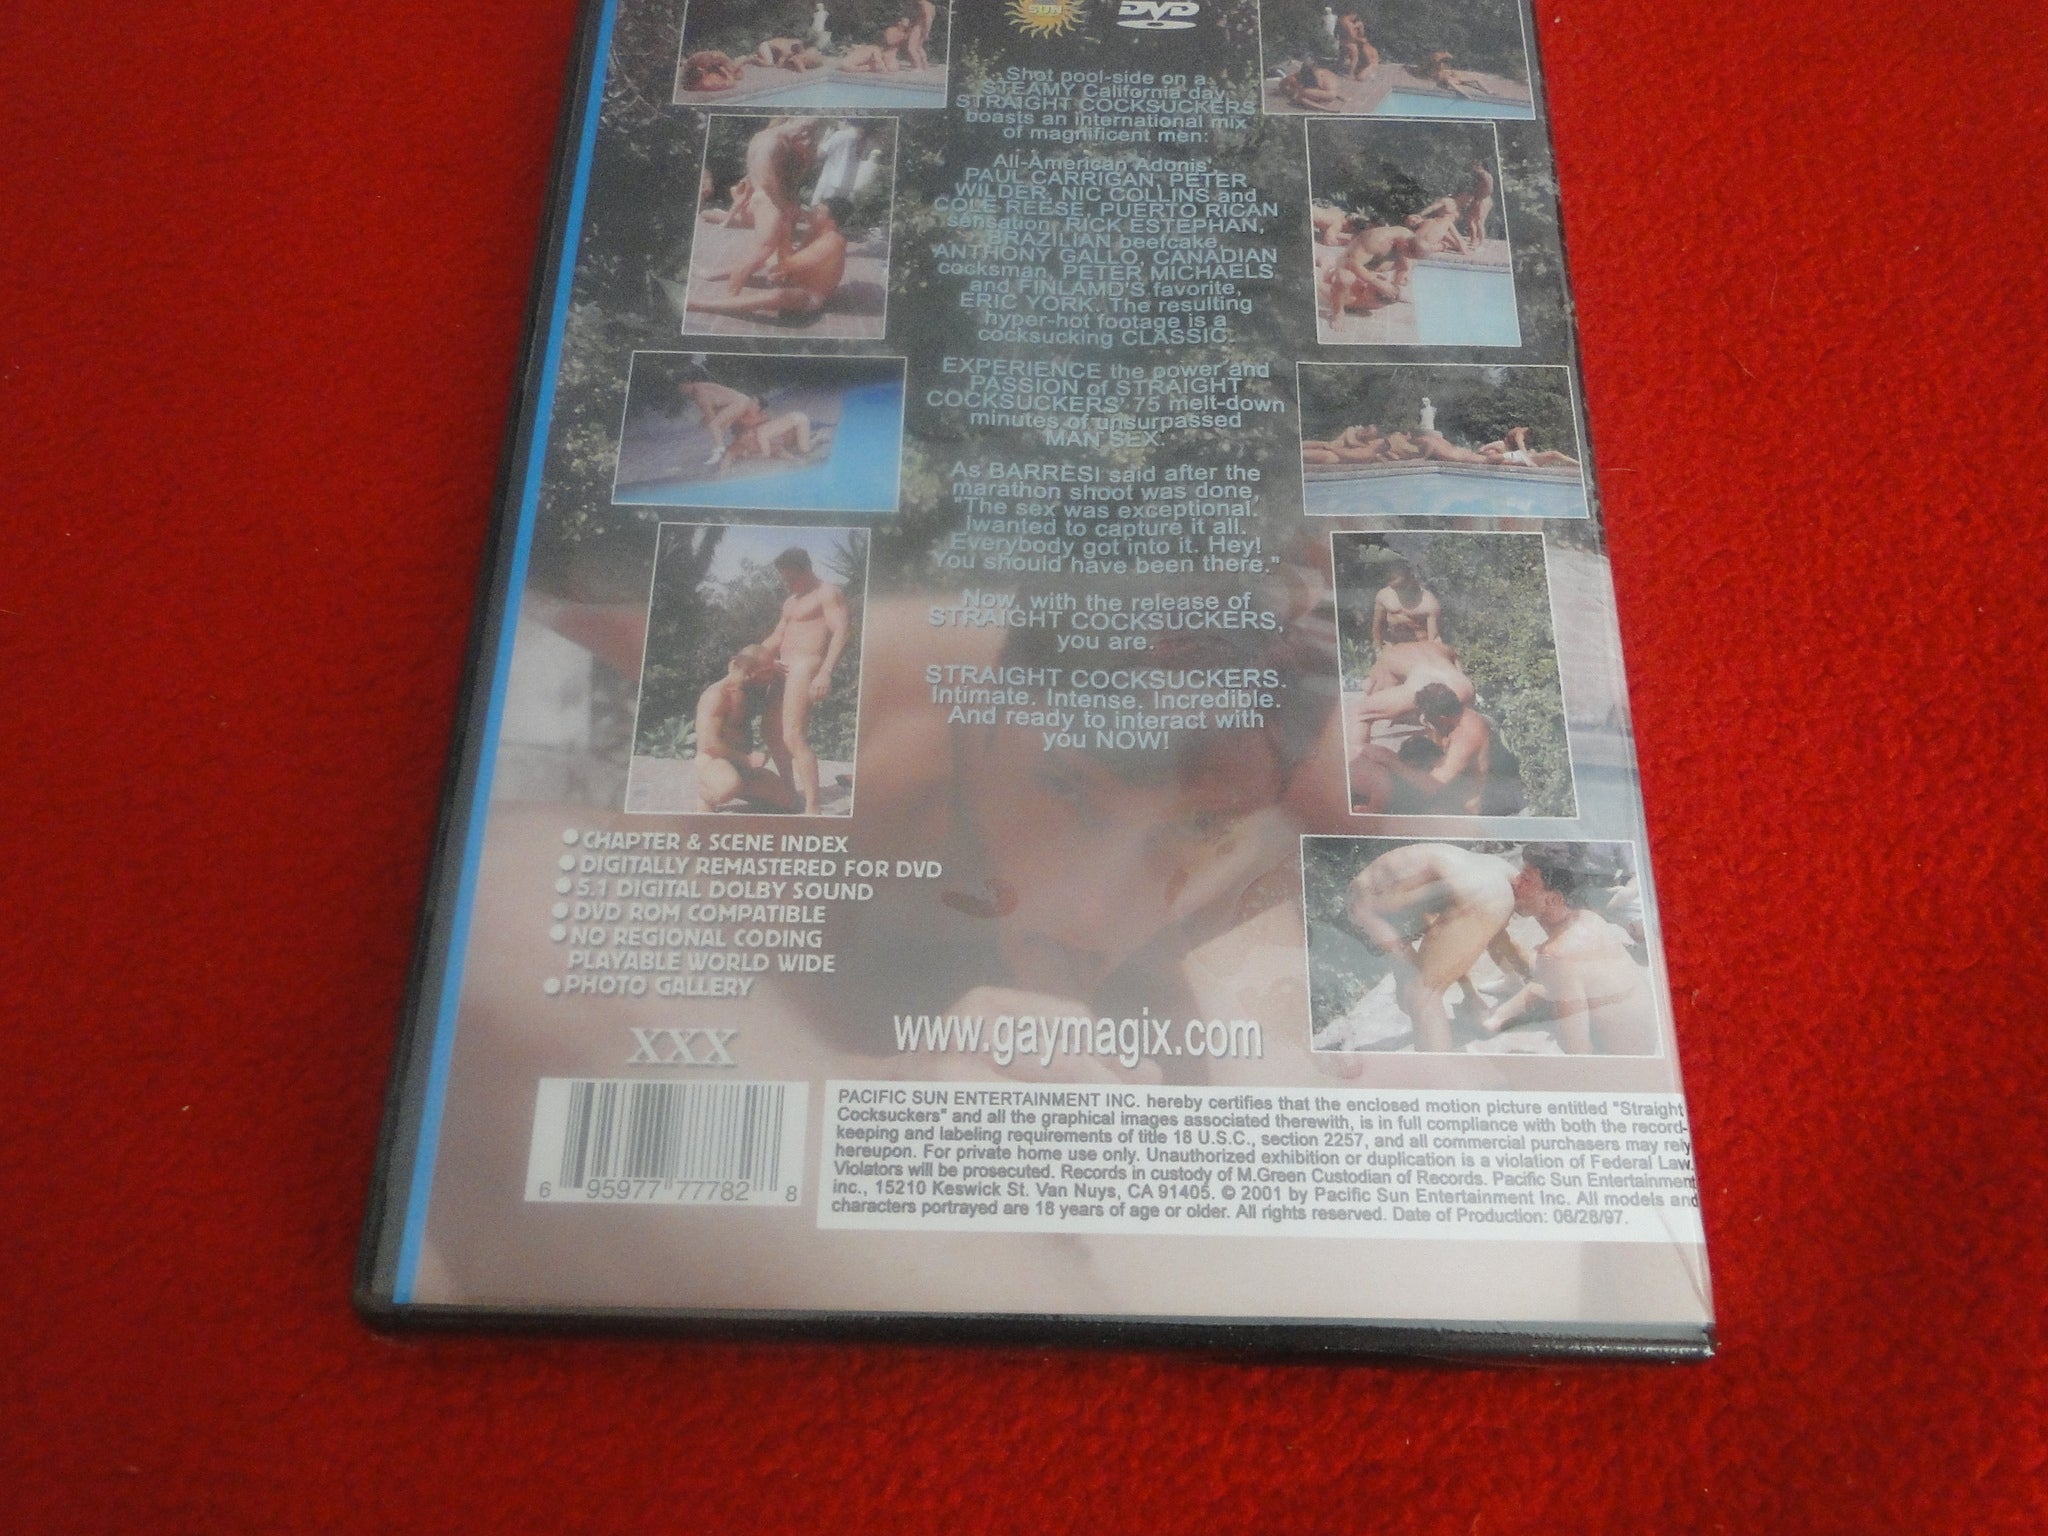 SUN
DVD
Shot pool-side on a
STEAMY California day,
STRAIGHT COCKSUCKERS
boasts an international mix
of magnificent men:
All-American Adonis'
PAUL CARRIGAN, PETER
WILDER, NIC COLLINS and
COLE REESE, PUERTO RICAN
sensation, RICK ESTEPHAN,
BRAZILIAN beefcake,
ANTHONY GALLO, CANADIAN
cocksman, PETER MICHAELS
and FINLAMD'S favorite,
ERIC YORK. The resulting
hyper-hot footage is a
cocksucking CLASSIC.
EXPERIENCE the power and
PASSION of STRAIGHT
COCKSUCKERS' 75 melt-down
minutes of unsurpassed
MAN SEX.
As BARRESI said after the
marathon shoot was done,
"The sex was exceptional.
Iwanted to capture it all.
Everybody got into it. Hey!
You should have been there."
Now, with the release of
STRAIGHT COCKSUCKERS,
you are.
STRAIGHT COCKSUCKERS.
Intimate. Intense. Incredible.
And ready to interact with
you NOW!
CHAPTER & SCENE INDEX
DIGITALLY REMASTERED FOR DVD
5.1 DIGITAL DOLBY SOUND
DVD ROM COMPATIBLE
NO REGIONAL CODING
PLAYABLE WORLD WIDE
PHOTO GALLERY
XXX
www.gaymagix.com
6 95977 77782 8
PACIFIC SUN ENTERTAINMENT INC. hereby certifies that the enclosed motion picture entitled "Straight
Cocksuckers" and all the graphical images associated therewith, is in full compliance with both the record-
keeping and labeling requirements of title 18 U.S.C., section 2257, and all commercial purchasers may rely
hereupon. For private home use only. Unauthorized exhibition or duplication is a violation of Federal Law.
Violators will be prosecuted. Records in custody of M.Green Custodian of Records. Pacific Sun Entertainment
inc., 15210 Keswick St. Van Nuys, CA 91405. © 2001 by Pacific Sun Entertainment Inc. All models and
characters portrayed are 18 years of age or older. All rights reserved. Date of Production: 06/28/97.